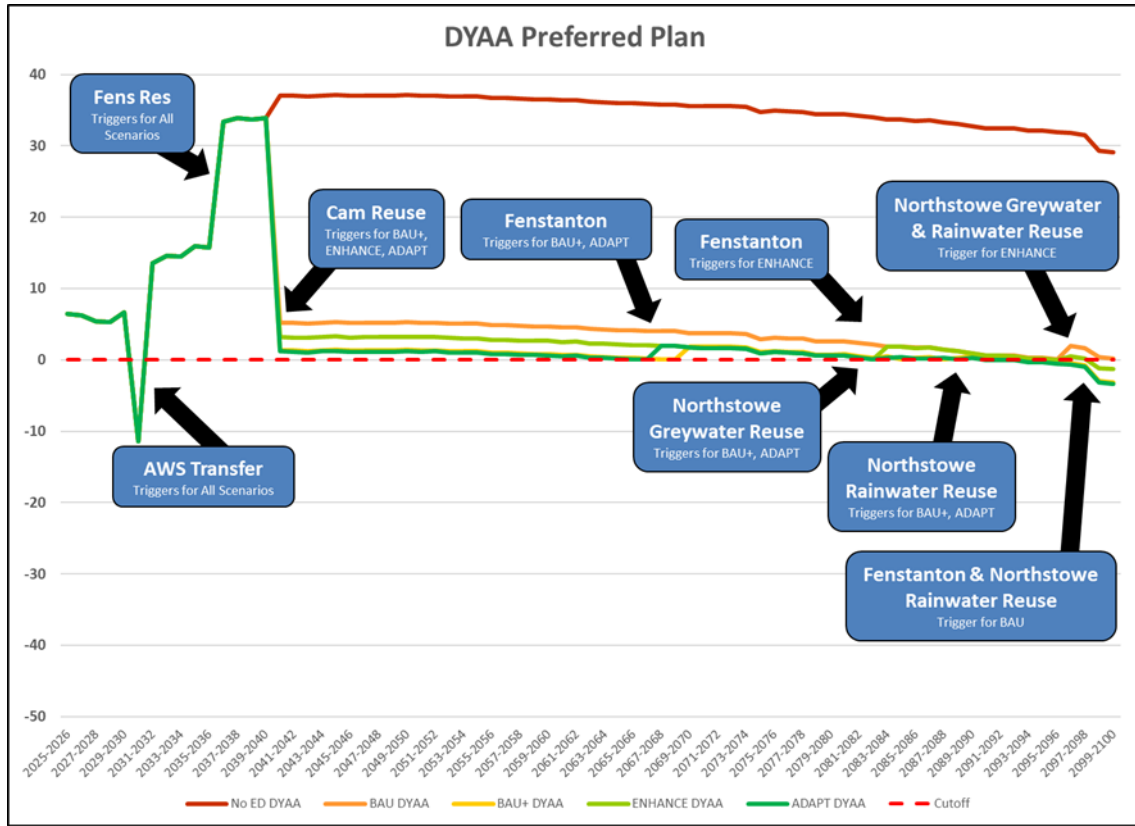 DYAA Preferred Plan
40
30
20
10
0
-10
-20
-30
-40
-50
Fens Res
Triggers for All
Scenarios
Cam Reuse
Triggers for BAU+,
ENHANCE, ADAPT
Fenstanton
Triggers for BAU+, ADAPT
Fenstanton
Triggers for ENHANCE
Northstowe Greywater
& Rainwater Reuse
Trigger for ENHANCE
AWS Transfer
Triggers for All Scenarios
Northstowe
Greywater Reuse
Triggers for BAU+, ADAPT
Northstowe
Rainwater Reuse
Triggers for BAU+, ADAPT
Fenstanton & Northstowe
Rainwater Reuse
Trigger for BAU
2025-2026
2027-2028
2029-2030
2031-2032
2033-2034
2035-2036
2037-2038
2039-2040
2041-2042
2043-2044
2045-2046
2047-2048
2049-2050
2051-2052
2053-2054
2055-2056
2057-2058
2059-2060
2061-2062
2063-2064
2065-2066
2067-2068
2069-2070
2071-2072
2073-2074
2075-2076
2077-2078
2079-2080
2081-2082
2083-2084
2085-2086
2087-2088
2089-2090
2091-2092
2093-2094
2095-2096
2097-2098
2099-2100
No ED DYAA
BAU DYAA
BAU+ DYAA
ENHANCE DYAA
ADAPT DYAA
Cutoff